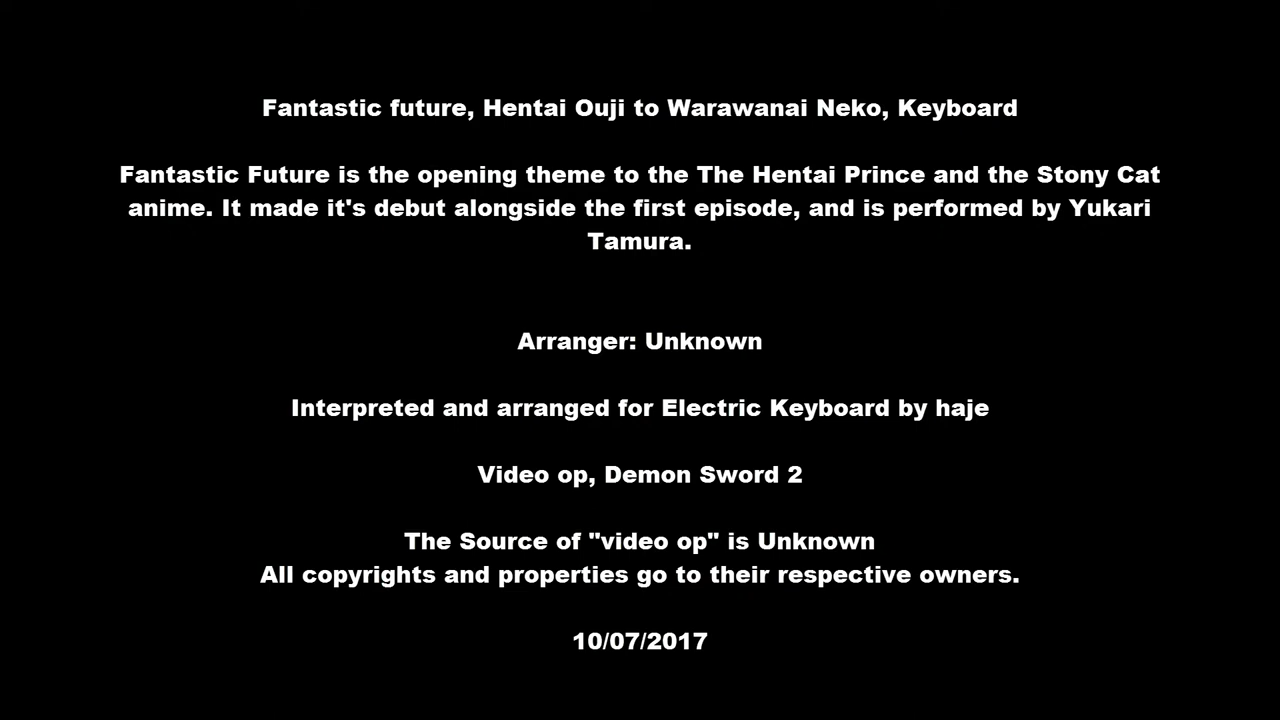 Fantastic future, Hentai Ouji to Warawanai Neko, Keyboard
Fantastic Future is the opening theme to the The Hentai Prince and the Stony Cat
anime. It made it's debut alongside the first episode, and is performed by Yukari
Tamura.
Arranger: Unknown
Interpreted and arranged for Electric Keyboard by haje
Video op, Demon Sword 2
The Source of "video op" is Unknown
All copyrights and properties go to their respective owners.
10/07/2017